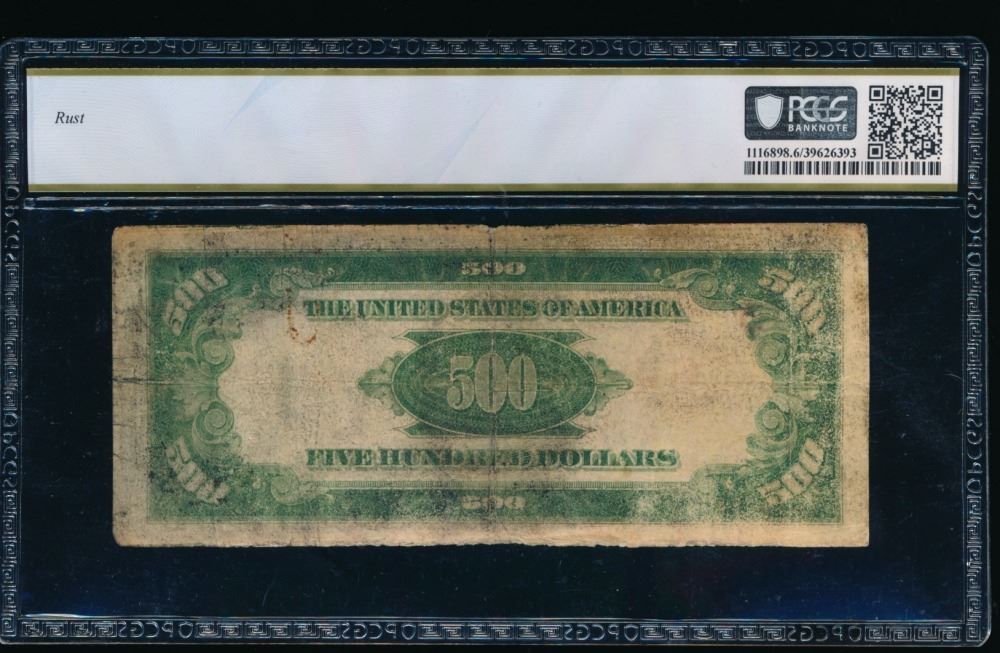 Rust
PCGS
BANKNOTE
1116898.6/39626393
500
500 500
THE UNITED STATES OF AMERICA
500
FIVE HUNDRED DOLLARS
500 500
500